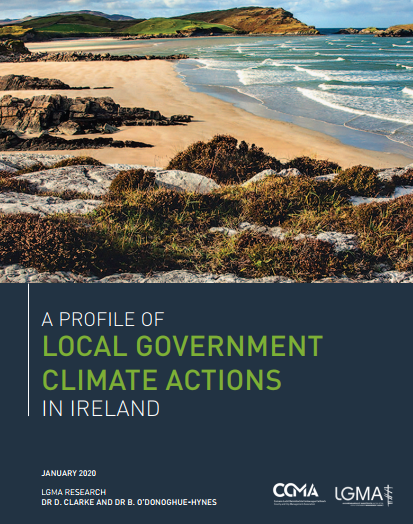 A PROFILE OF
LOCAL GOVERNMENT
CLIMATE ACTIONS
IN IRELAND
JANUARY 2020
LGMA RESEARCH
DR D. CLARKE AND DR B. O'DONOGHUE-HYNES
CCMA
LGMA